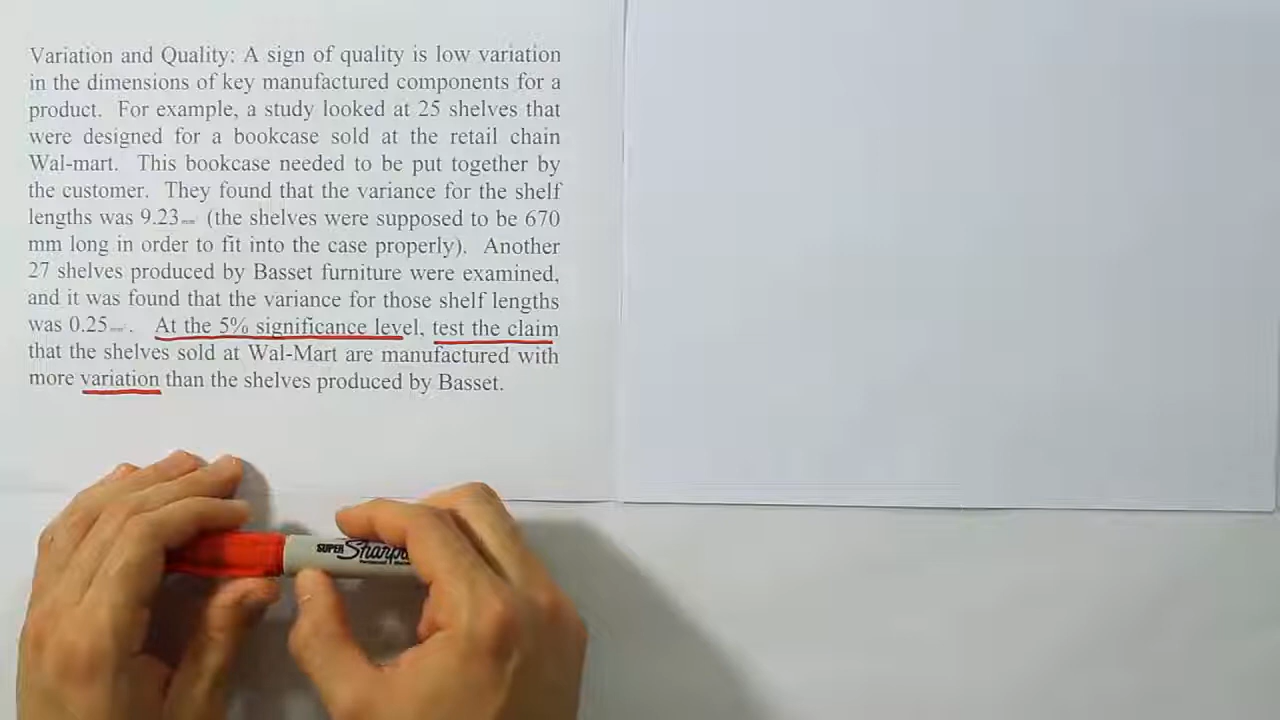 Variation and Quality: A sign of quality is low variation
in the dimensions of key manufactured components for a
product. For example, a study looked at 25 shelves that
were designed for a bookcase sold at the retail chain
Wal-mart. This bookcase needed to be put together by
the customer. They found that the variance for the shelf
lengths was 9.23 (the shelves were supposed to be 670
mm long in order to fit into the case properly). Another
27 shelves produced by Basset furniture were examined,
and it was found that the variance for those shelf lengths
was 0.25 . At the 5% significance level, test the claim
that the shelves sold at Wal-Mart are manufactured with
more variation than the shelves produced by Basset.
SUPER Sharpie